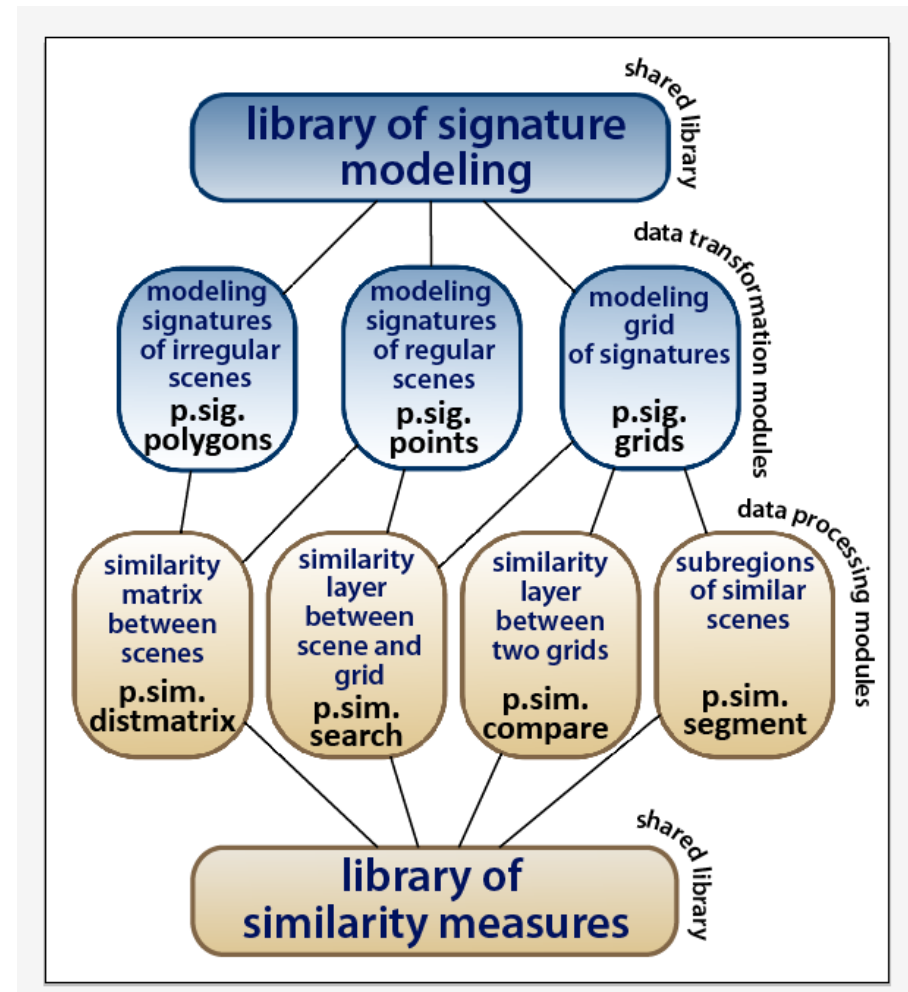 shared library
library of signature
modeling
data transformation modules
modeling
signatures
of irregular
scenes
p.sig.
polygons
modeling
signatures
of regular
scenes
p.sig.
points
modeling
grid
of signatures
p.sig.
grids
data processing modules
similarity
matrix
between
scenes
p.sim.
distmatrix
similarity
layer
between
scene and
grid
p.sim.
search
similarity
layer
between
two grids
p.sim.
compare
subregions
of similar
scenes
p.sim.
segment
shared library
library of
similarity measures